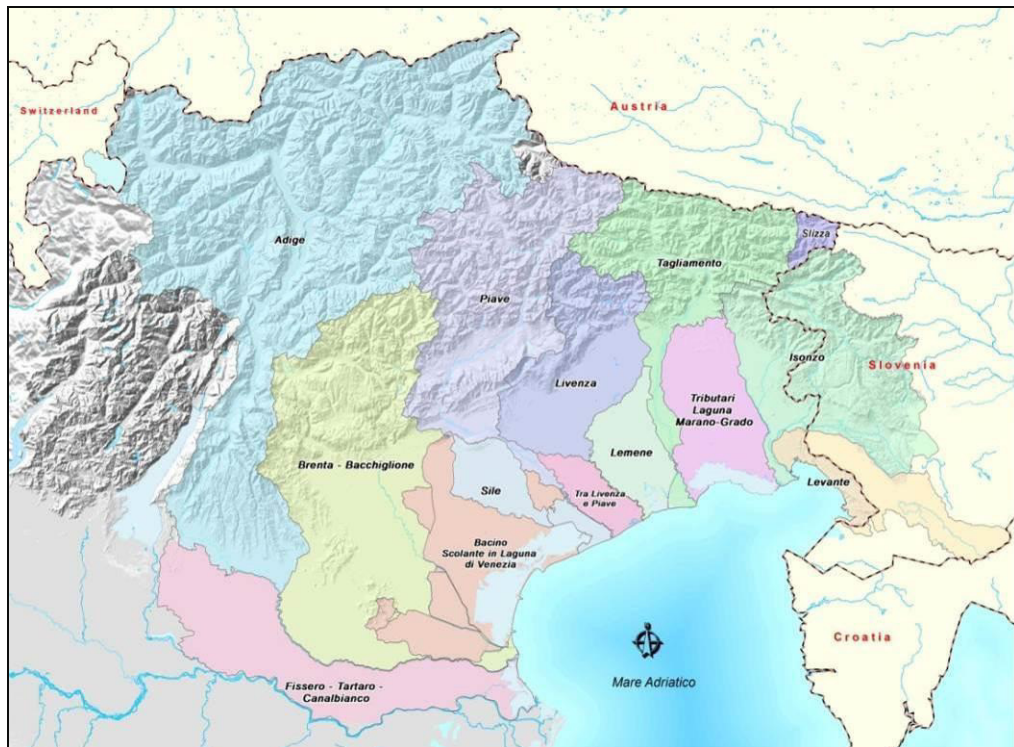 Switzerland
Austria
Slizza
Adige
Tagliamento
Piave
Isonzo
Slovenia
Livenza
Tributari
Laguna
Marano-Grado
Lemene
Brenta - Bacchiglione
Levante
Sile
Tra Livenza
e Piave
Bacino
Scolante in Laguna
di Venezia
Croatia
Fissero - Tartaro -
Canalbianco
Mare Adriatico